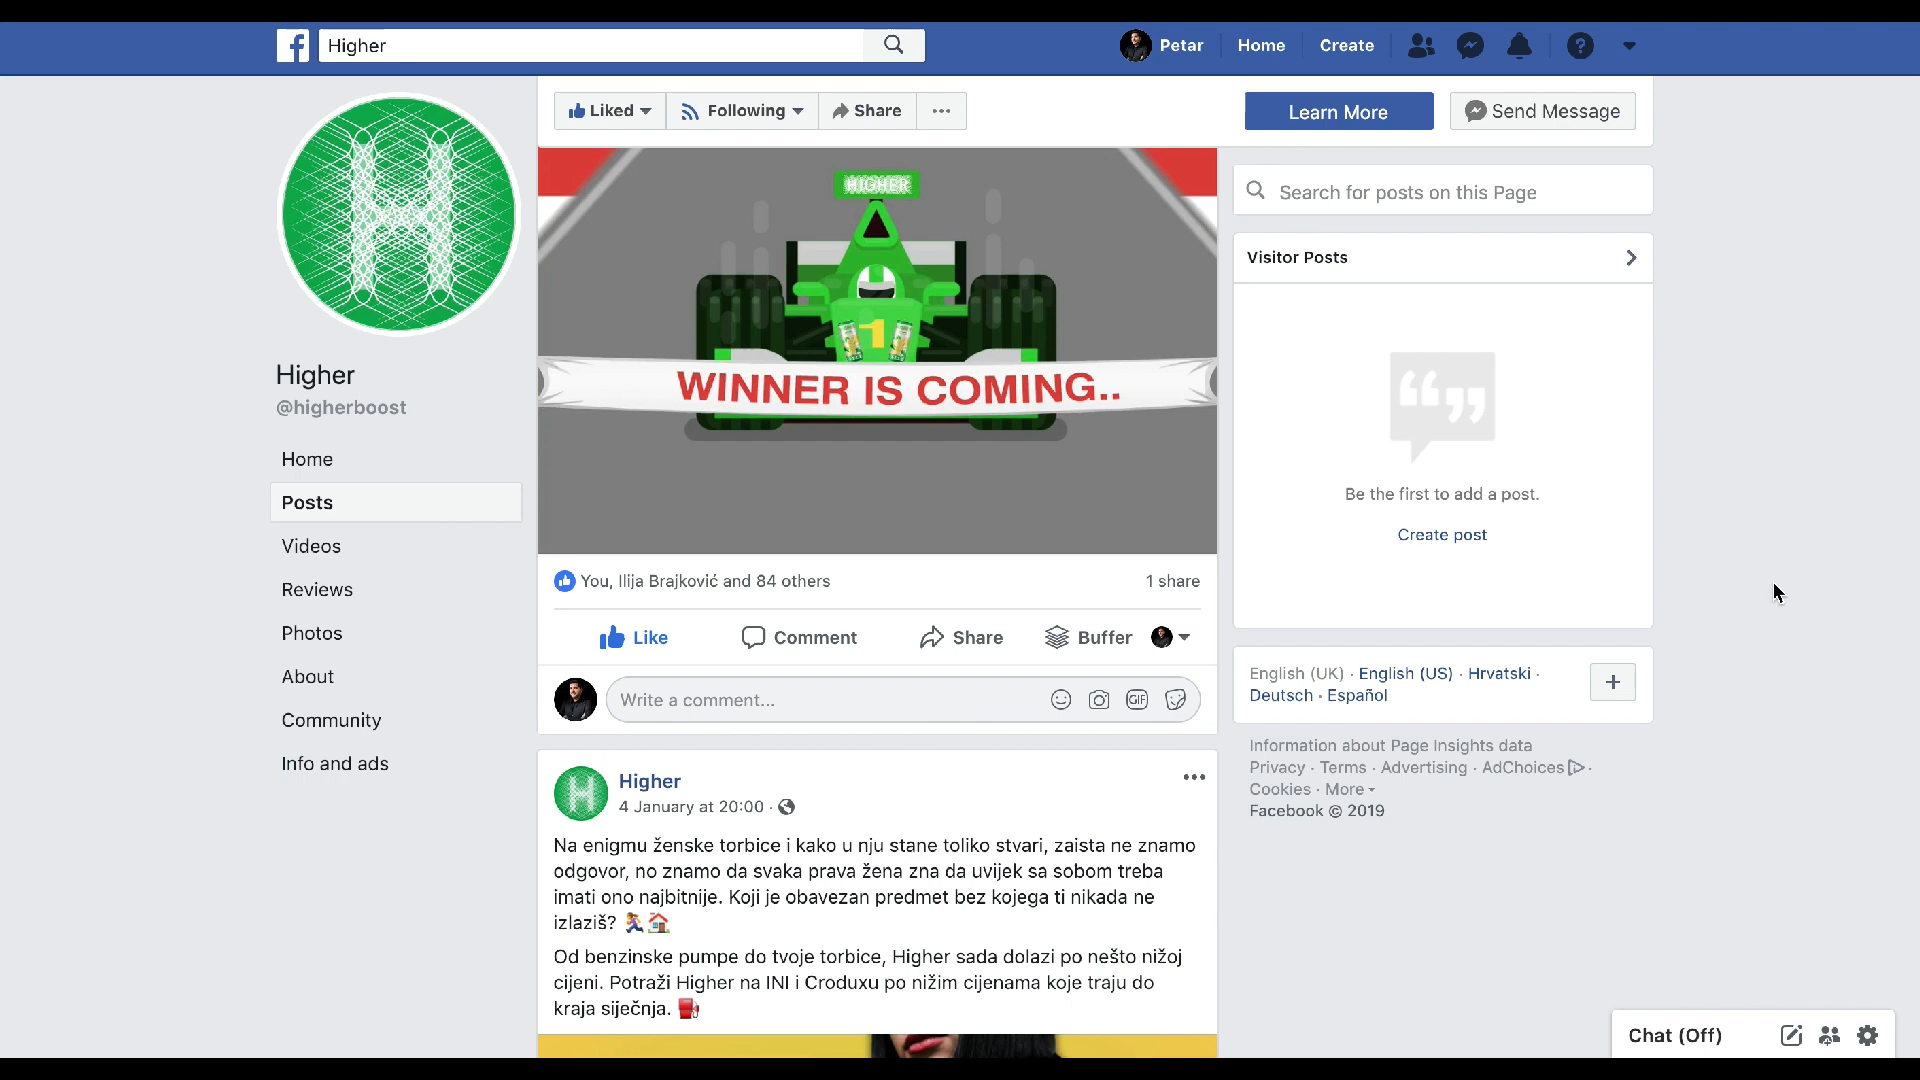 Higher
Petar
Home
Create
Liked
Following
Share
Learn More
Send Message
Higher
@higherboost
Home
Posts
Videos
Reviews
Photos
About
Community
Info and ads
HIGHER
1
WINNER IS COMING..
You, Ilija Brajković and 84 others
1 share
Like
Comment
Share
Buffer
Write a comment...
GIF
Higher
4 January at 20:00 ·
Na enigmu ženske torbice i kako u nju stane toliko stvari, zaista ne znamo
odgovor, no znamo da svaka prava žena zna da uvijek sa sobom treba
imati ono najbitnije. Koji je obavezan predmet bez kojega ti nikada ne
izlaziš? 🏃‍♀️🏠
Od benzinske pumpe do tvoje torbice, Higher sada dolazi po nešto nižoj
cijeni. Potraži Higher na INI i Croduxu po nižim cijenama koje traju do
kraja siječnja. ⛽
Search for posts on this Page
Visitor Posts
Be the first to add a post.
Create post
English (UK) · English (US) · Hrvatski ·
Deutsch · Español
Information about Page Insights data
Privacy · Terms · Advertising · AdChoices ·
Cookies · More
Facebook © 2019
Chat (Off)